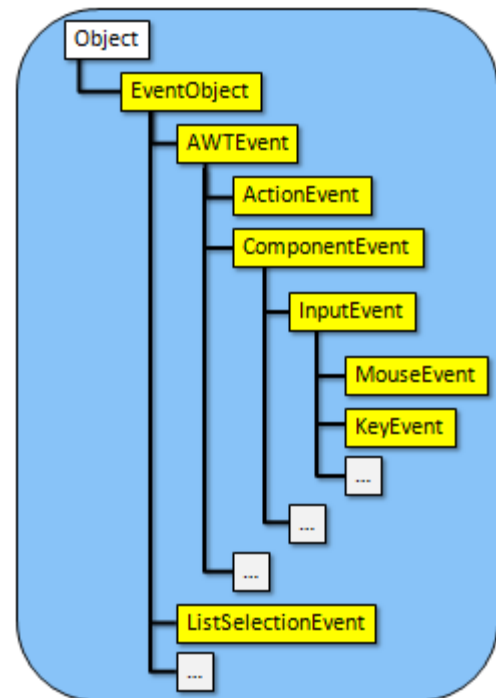 Object
EventObject
AWTEvent
ActionEvent
ComponentEvent
InputEvent
MouseEvent
KeyEvent
...
...
...
ListSelectionEvent
...